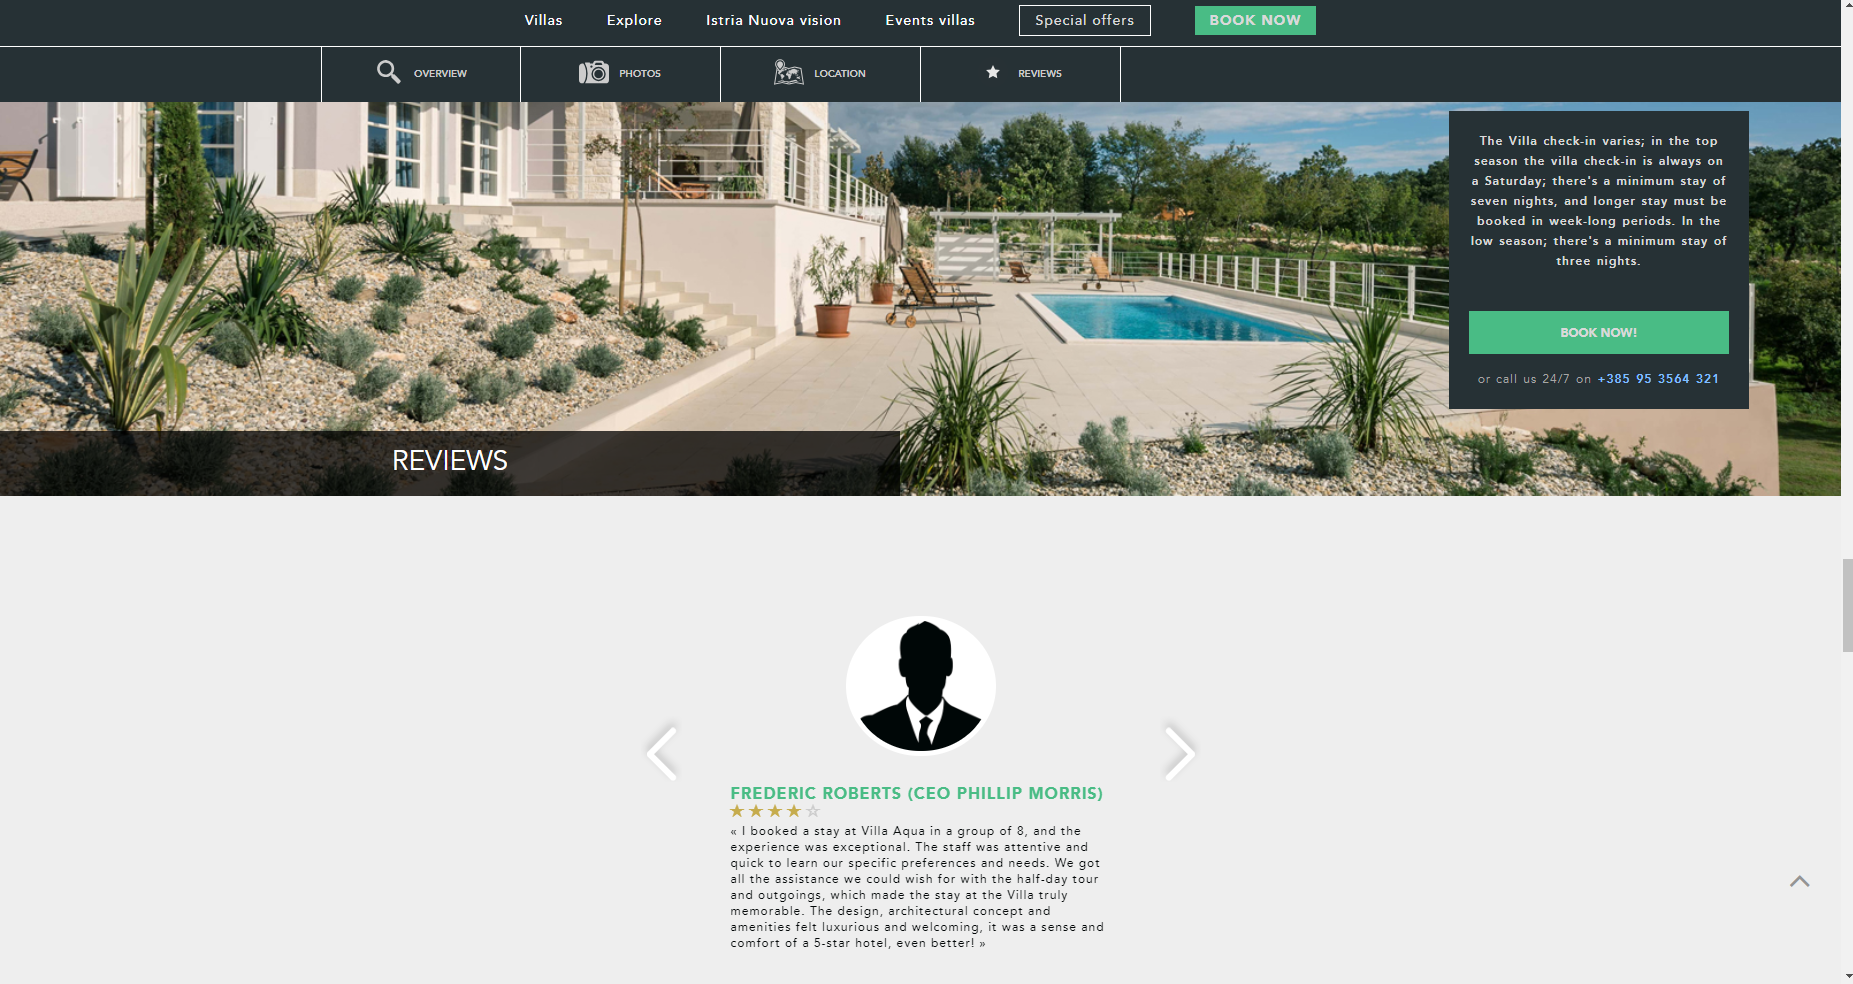 Villas Explore Istria Nuova vision Events villas Special offers BOOK NOW
OVERVIEW PHOTOS LOCATION REVIEWS
The Villa check-in varies; in the top
season the villa check-in is always on
a Saturday; there's a minimum stay of
seven nights, and longer stay must be
booked in week-long periods. In the
low season; there's a minimum stay of
three nights.
BOOK NOW!
or call us 24/7 on +385 95 3564 321
REVIEWS
FREDERIC ROBERTS (CEO PHILLIP MORRIS)
« I booked a stay at Villa Aqua in a group of 8, and the
experience was exceptional. The staff was attentive and
quick to learn our specific preferences and needs. We got
all the assistance we could wish for with the half-day tour
and outgoings, which made the stay at the Villa truly
memorable. The design, architectural concept and
amenities felt luxurious and welcoming, it was a sense and
comfort of a 5-star hotel, even better! »